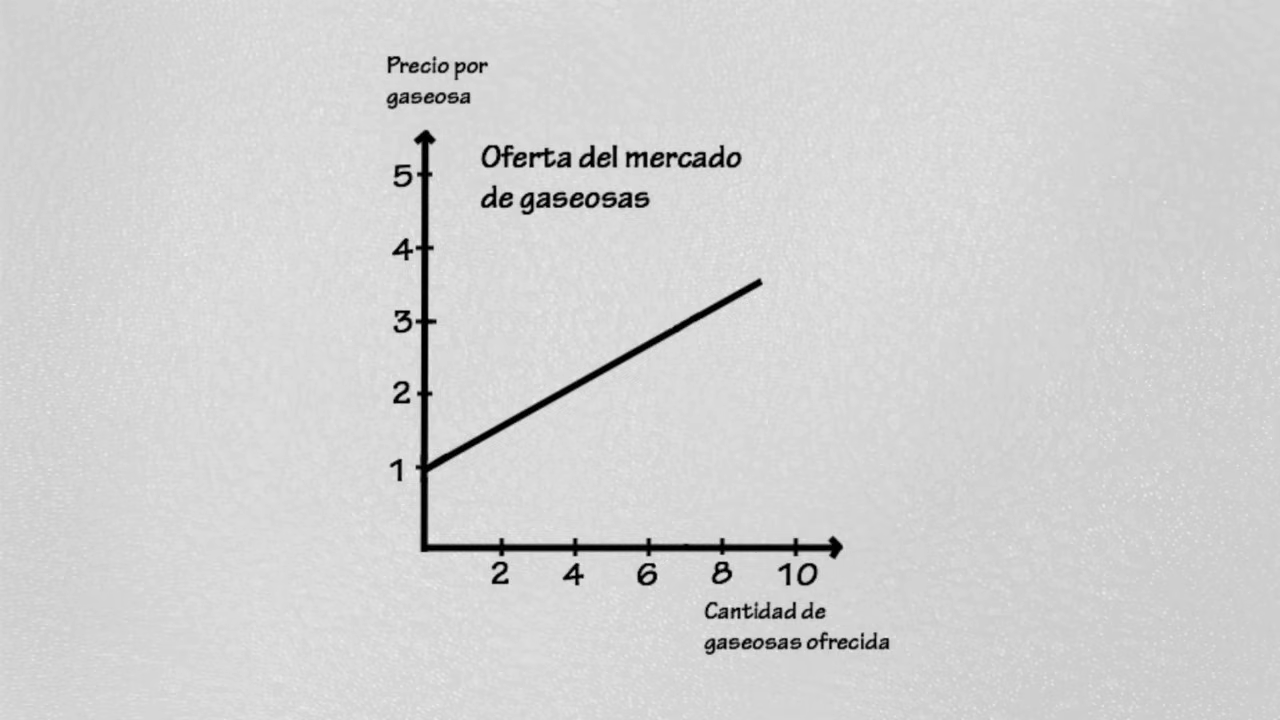 Precio por
gaseosa
Oferta del mercado
de gaseosas
5
4
3
2
1
2 4 6 8 10
Cantidad de
gaseosas ofrecida